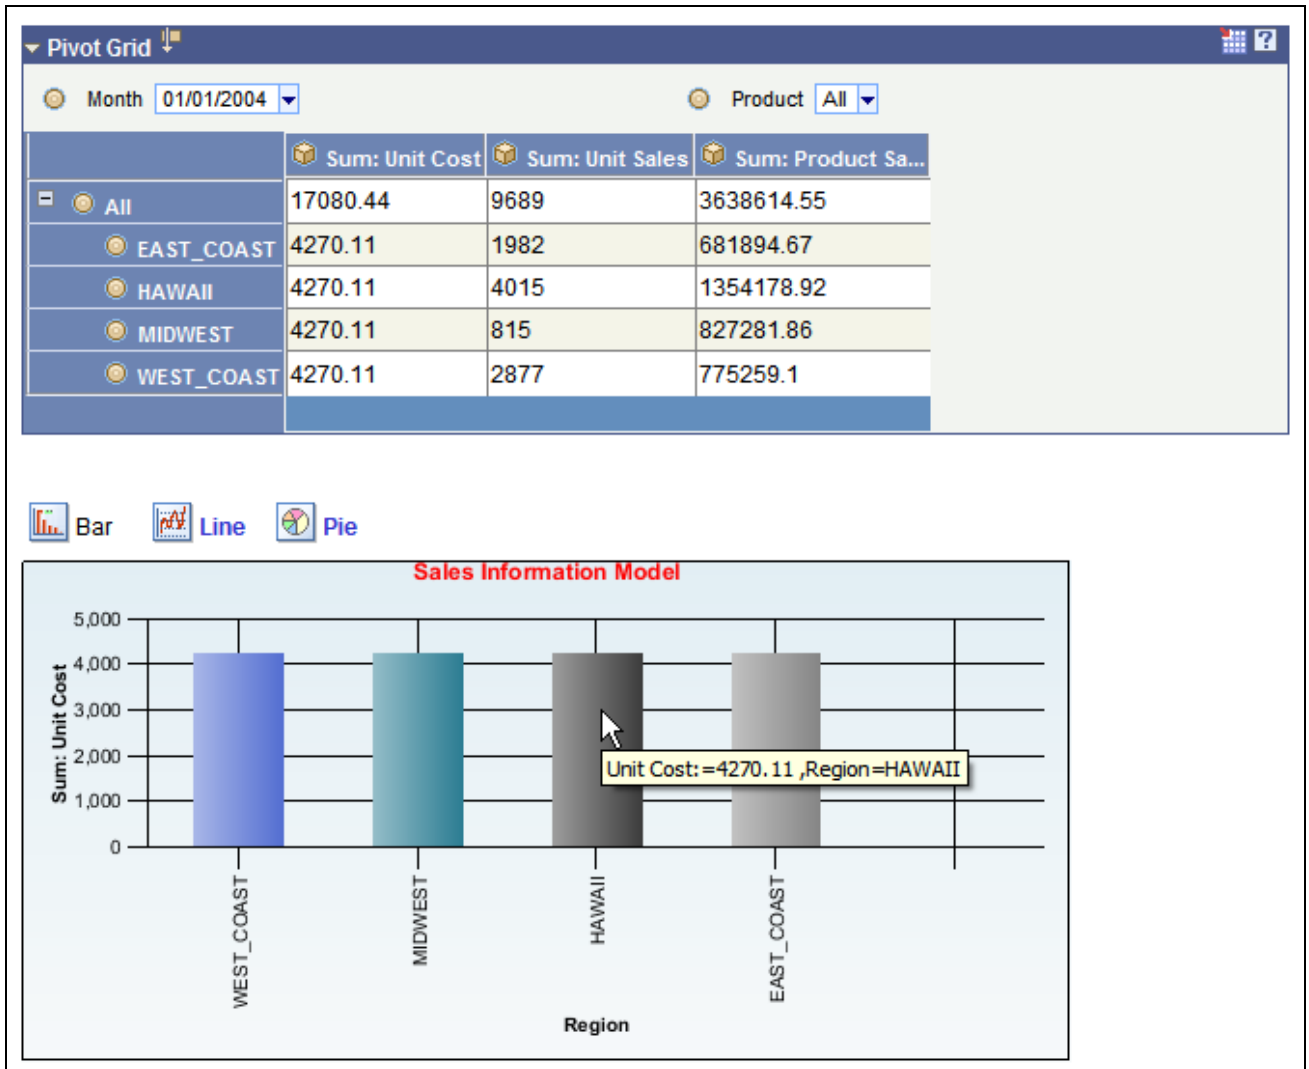 Pivot Grid
Month 01/01/2004 Product All
Sum: Unit Cost Sum: Unit Sales Sum: Product Sa...
All 17080.44 9689 3638614.55
EAST_COAST 4270.11 1982 681894.67
HAWAII 4270.11 4015 1354178.92
MIDWEST 4270.11 815 827281.86
WEST_COAST 4270.11 2877 775259.1
Bar Line Pie
Sales Information Model
Sum: Unit Cost
5,000
4,000
3,000
2,000
1,000
0
Unit Cost:=4270.11 ,Region=HAWAII
WEST_COAST
MIDWEST
HAWAII
EAST_COAST
Region